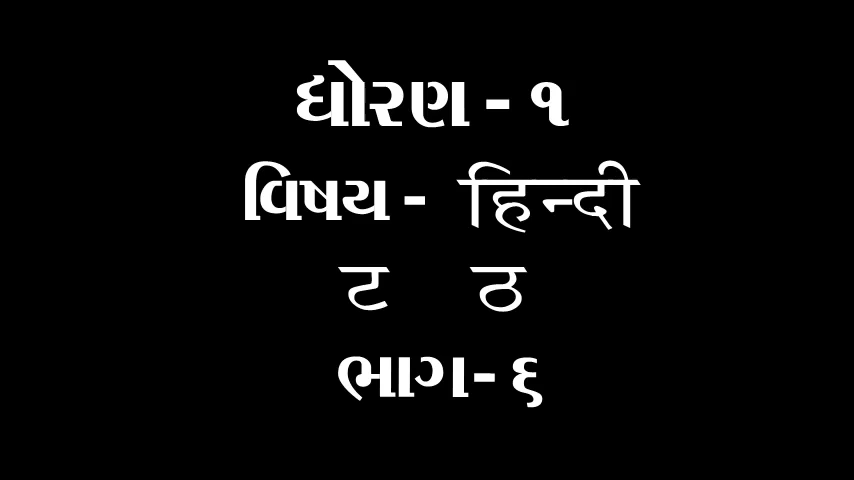 ધોરણ - ૧
વિષય - हिन्दी
ट ठ
ભાગ- ૬